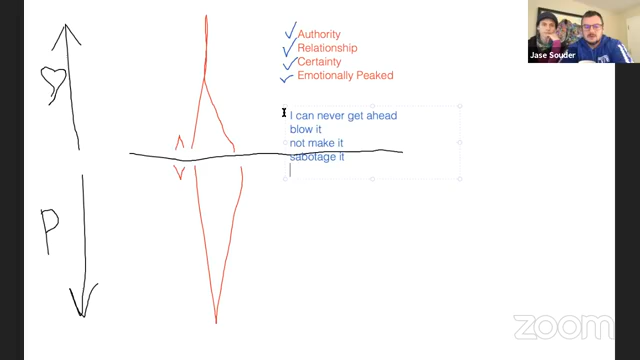 Authority
Relationship
Certainty
Emotionally Peaked
I can never get ahead
blow it
not make it
sabotage it
P
Jase Souder
zoom